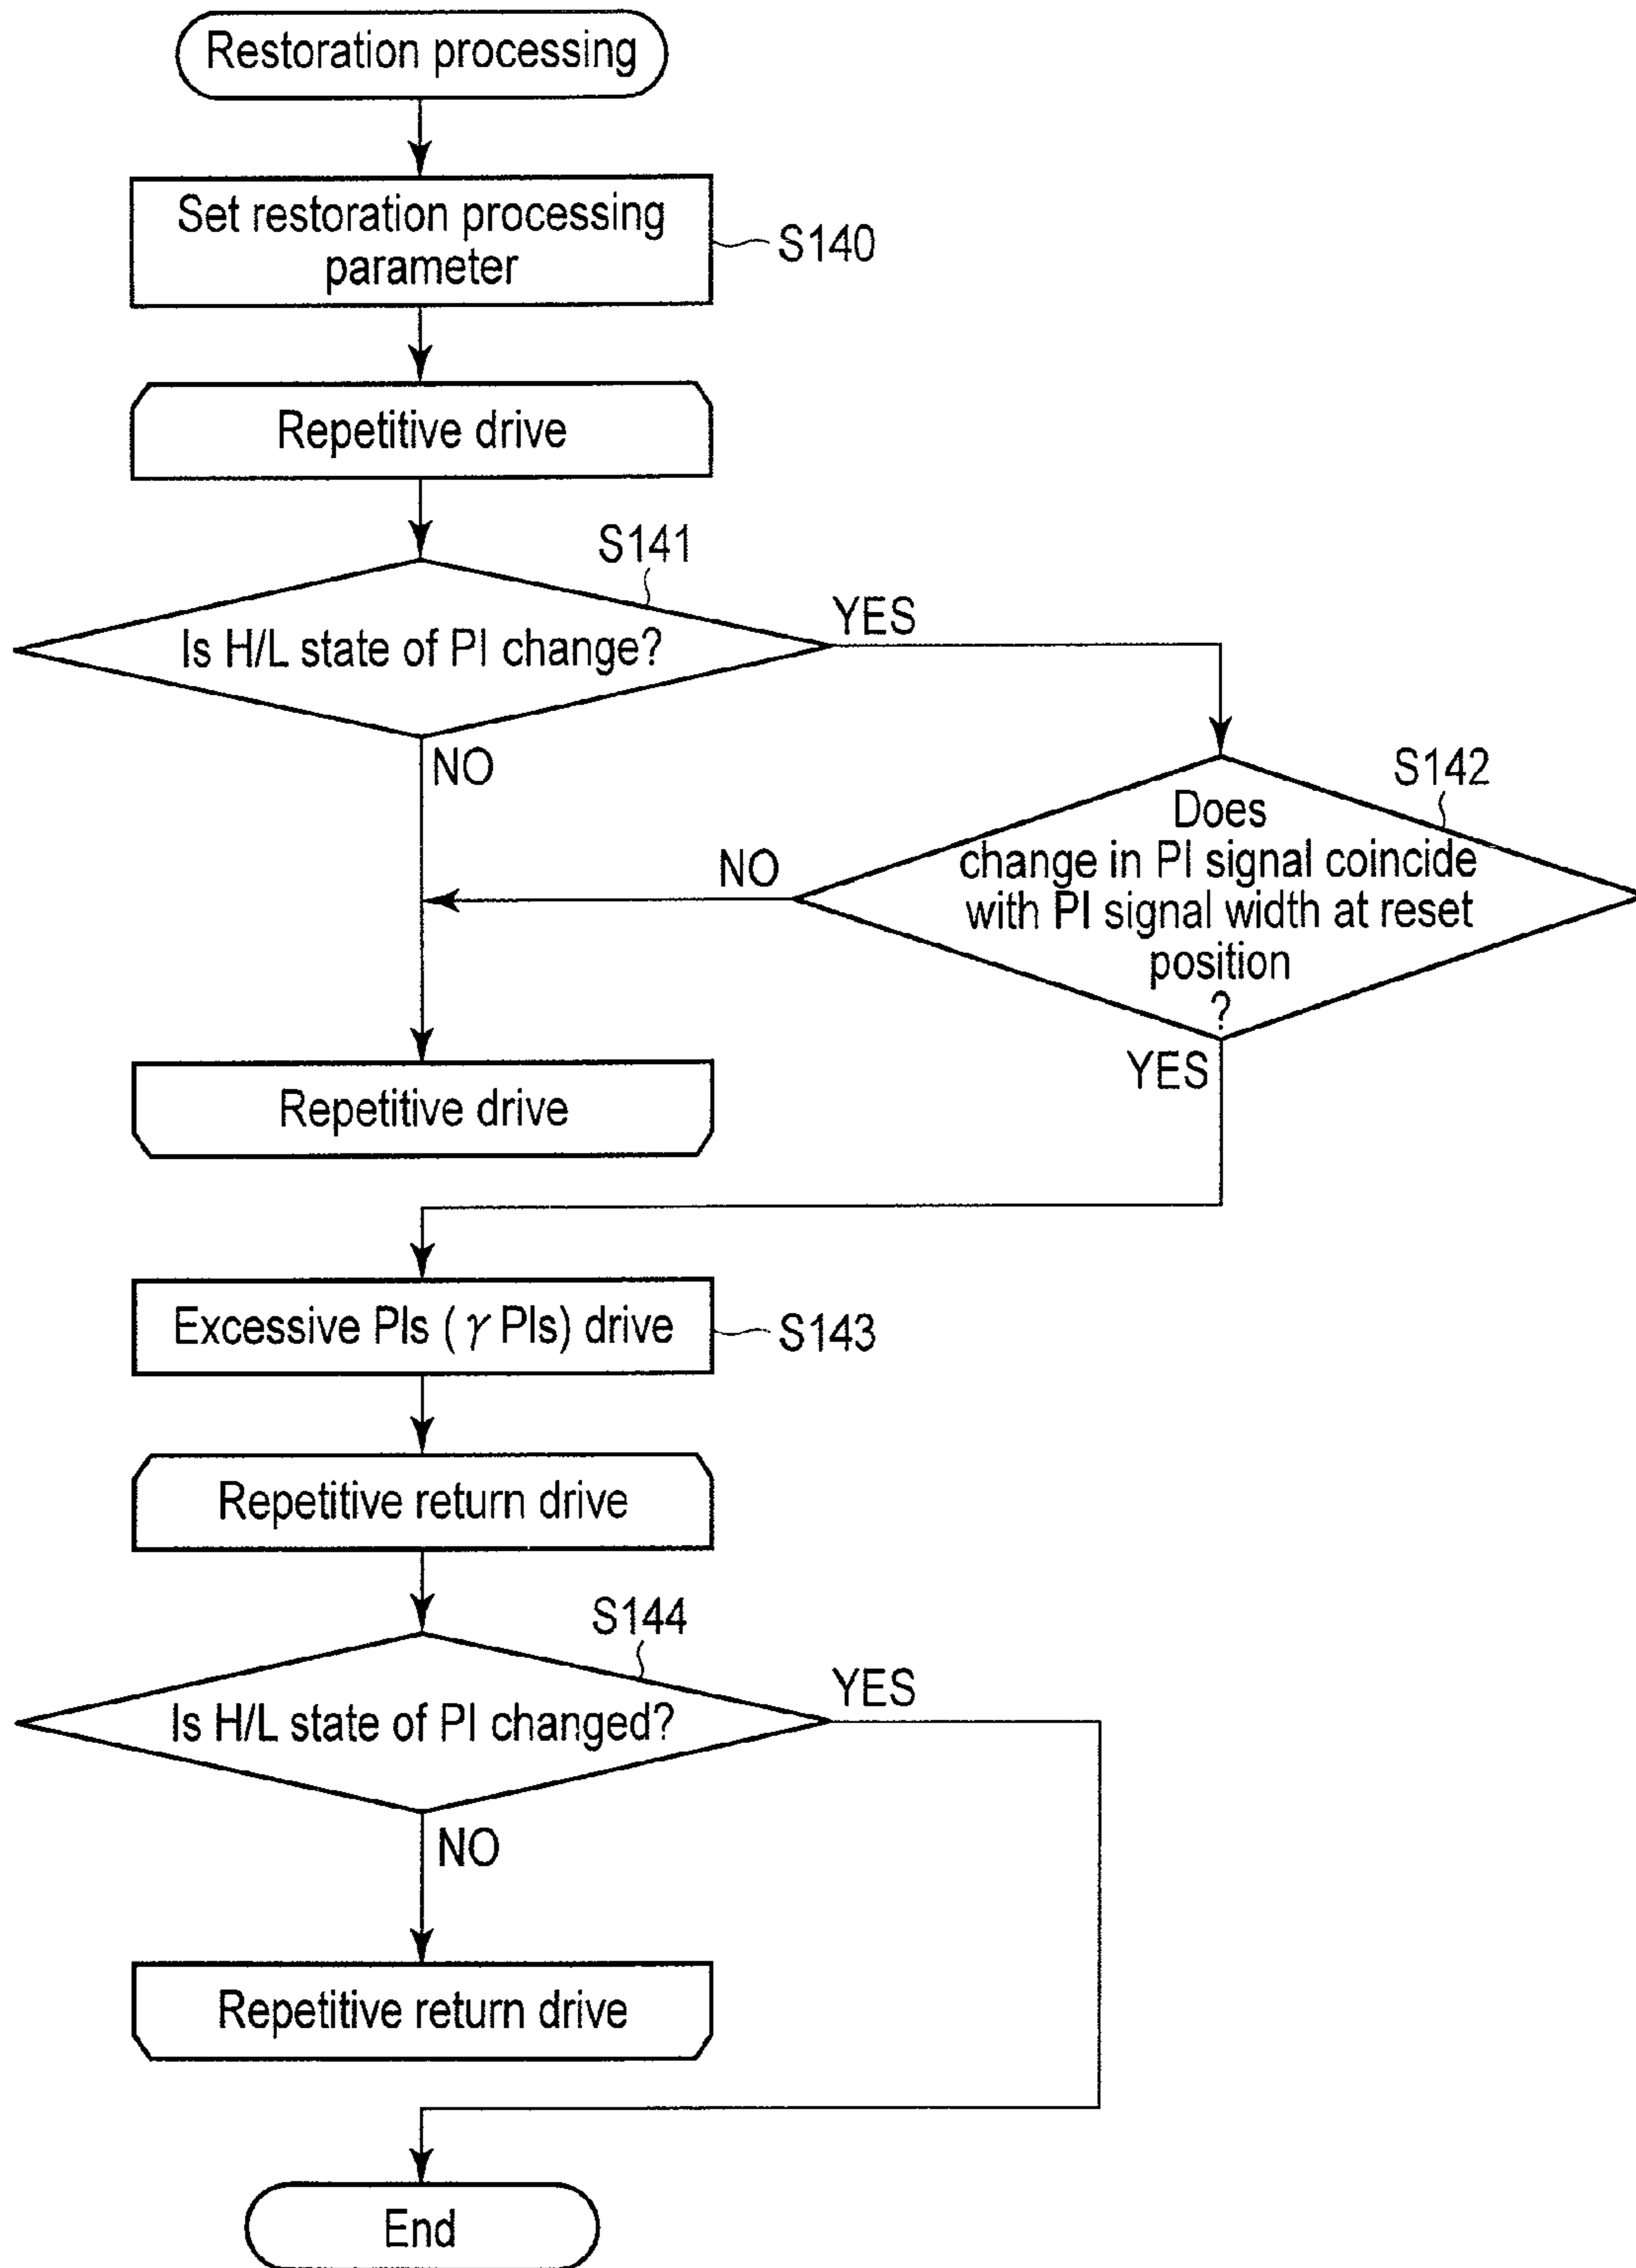 Restoration processing
Set restoration processing
parameter
S140
Repetitive drive
S141
Is H/L state of PI change?
YES
NO
S142
Does
change in PI signal coincide
with PI signal width at reset
position
?
NO
YES
Repetitive drive
Excessive PIs ( γ PIs) drive
S143
Repetitive return drive
S144
Is H/L state of PI changed?
YES
NO
Repetitive return drive
End